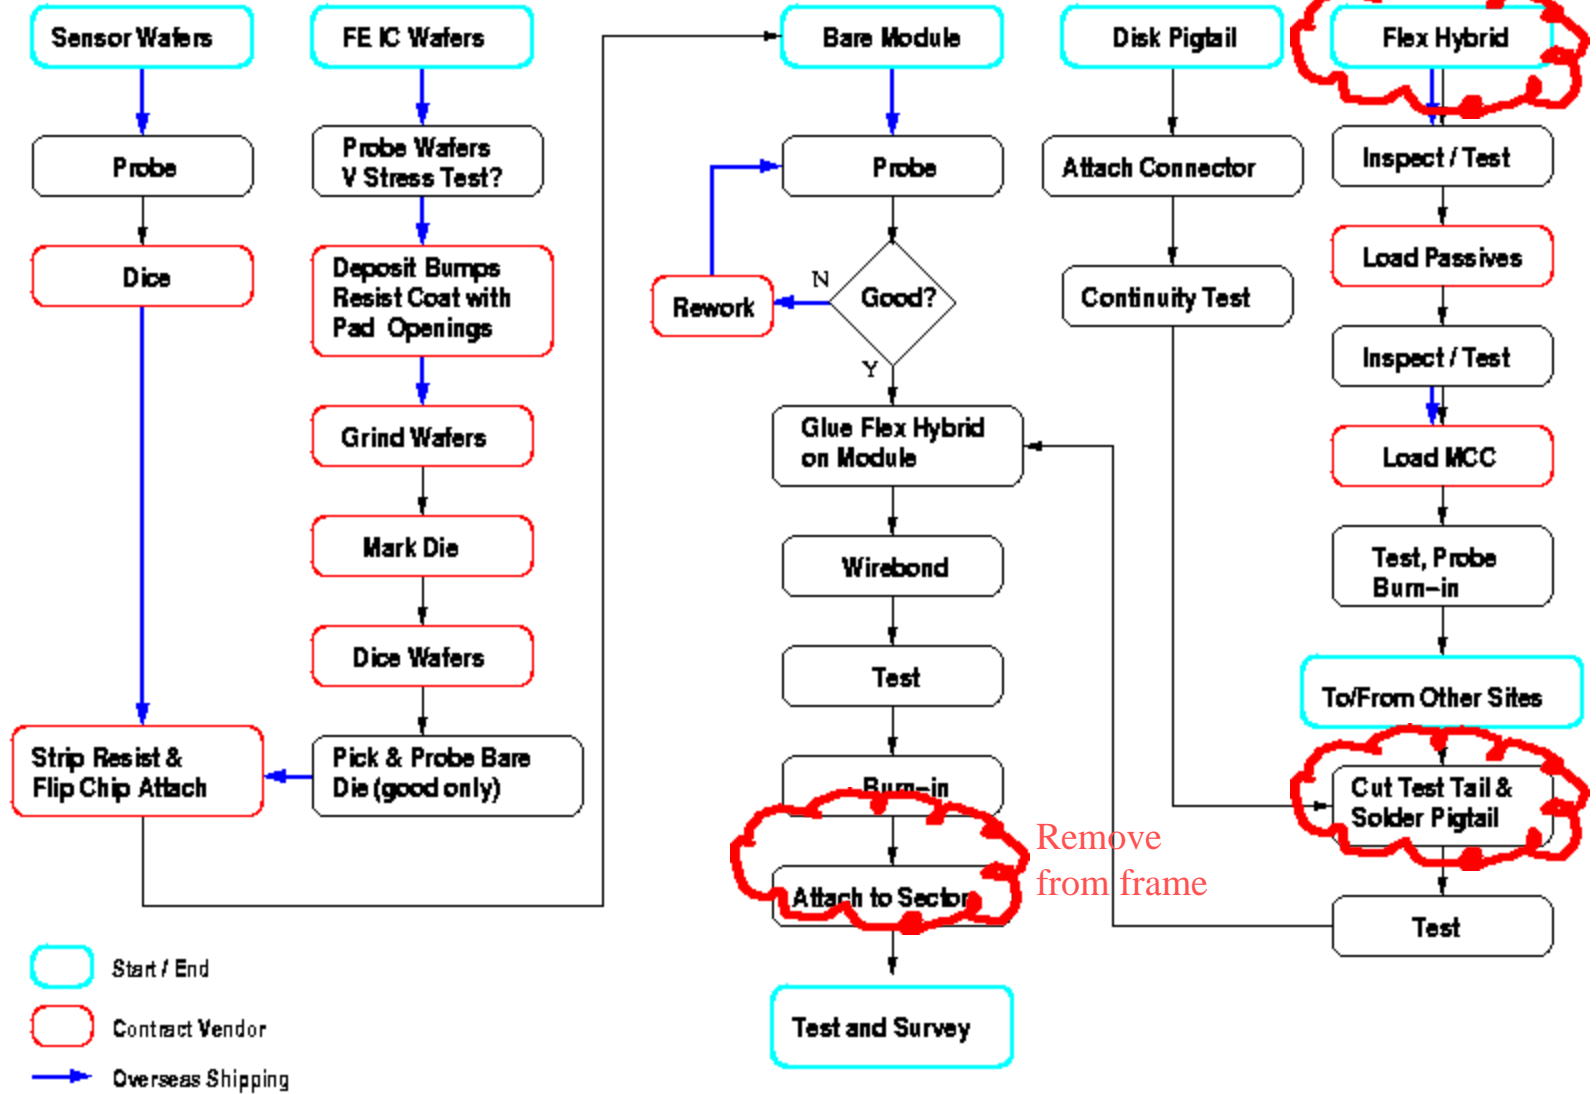 Sensor Wafers
Probe
Dice
Strip Resist &
Flip Chip Attach
FE IC Wafers
Probe Wafers
V Stress Test?
Deposit Bumps
Resist Coat with
Pad Openings
Grind Wafers
Mark Die
Dice Wafers
Pick & Probe Bare
Die (good only)
Bare Module
Probe
Good?
N
Rework
Y
Glue Flex Hybrid
on Module
Wirebond
Test
Burn-in
Attach to Sector
Remove
from frame
Test and Survey
Disk Pigtail
Attach Connector
Continuity Test
Flex Hybrid
Inspect / Test
Load Passives
Inspect / Test
Load MCC
Test, Probe
Burn-in
To/From Other Sites
Cut Test Tail &
Solder Pigtail
Test
Start / End
Contract Vendor
Overseas Shipping